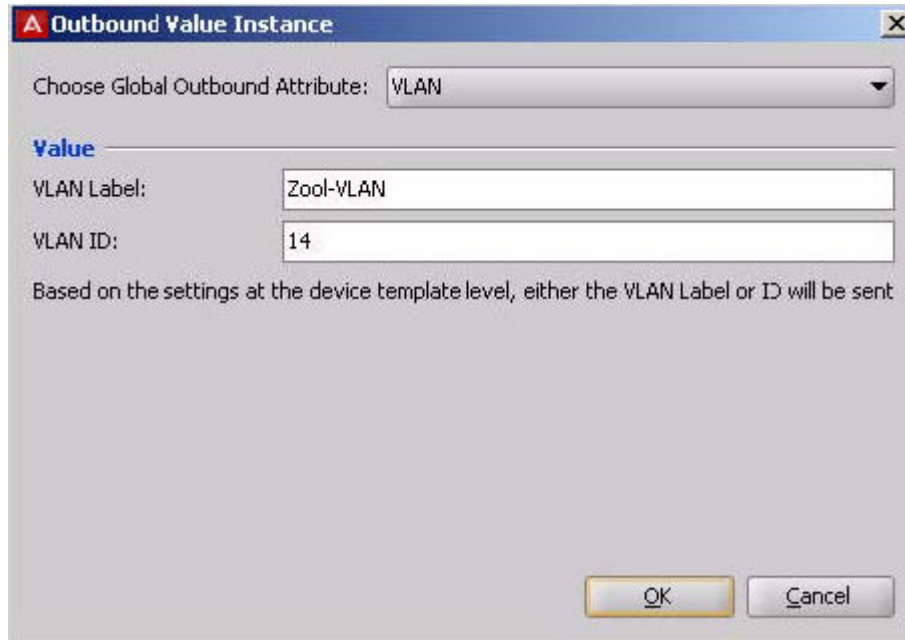 Outbound Value Instance
Choose Global Outbound Attribute: VLAN
Value
VLAN Label: Zool-VLAN
VLAN ID: 14
Based on the settings at the device template level, either the VLAN Label or ID will be sent
OK Cancel